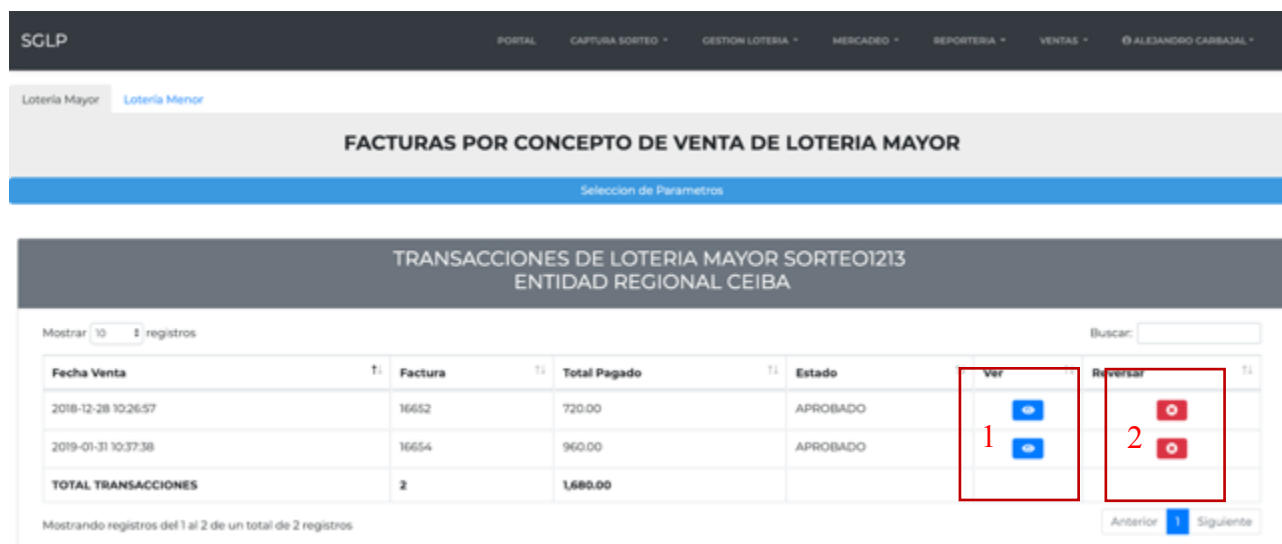 SGLP PORTAL CAPTURA SORTEO GESTION LOTERIA MERCADEO REPORTERIA VENTAS ALEJANDRO CARBAJAL
Lotería Mayor Lotería Menor
FACTURAS POR CONCEPTO DE VENTA DE LOTERIA MAYOR
Seleccion de Parametros
TRANSACCIONES DE LOTERIA MAYOR SORTEO1213
ENTIDAD REGIONAL CEIBA
Mostrar 10 registros Buscar:
Fecha Venta Factura Total Pagado Estado Ver Reversar
2018-12-28 10:26:57 16652 720.00 APROBADO
1 2
2019-01-31 10:37:38 16654 960.00 APROBADO
TOTAL TRANSACCIONES 2 1,680.00
Mostrando registros del 1 al 2 de un total de 2 registros Anterior 1 Siguiente